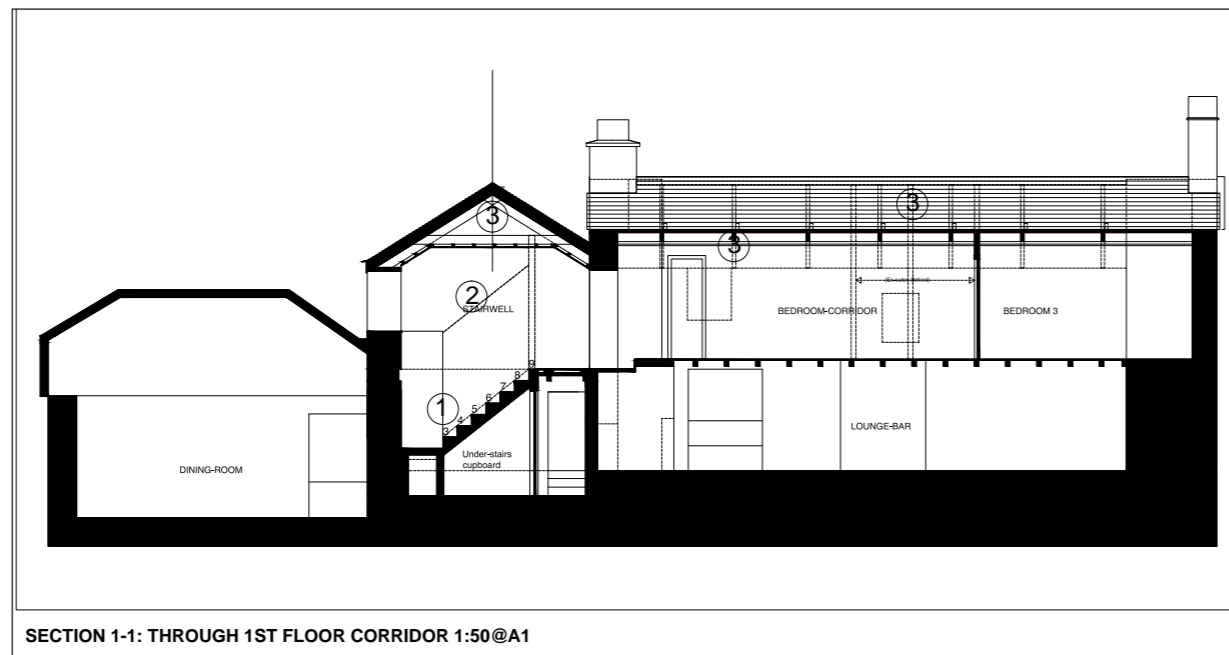 3
3
3
2
STAIRWELL
BEDROOM-CORRIDOR
BEDROOM 3
9
8
7
6
5
4
3
1
LOUNGE-BAR
Under-stairs
cupboard
DINING-ROOM
SECTION 1-1: THROUGH 1ST FLOOR CORRIDOR 1:50@A1